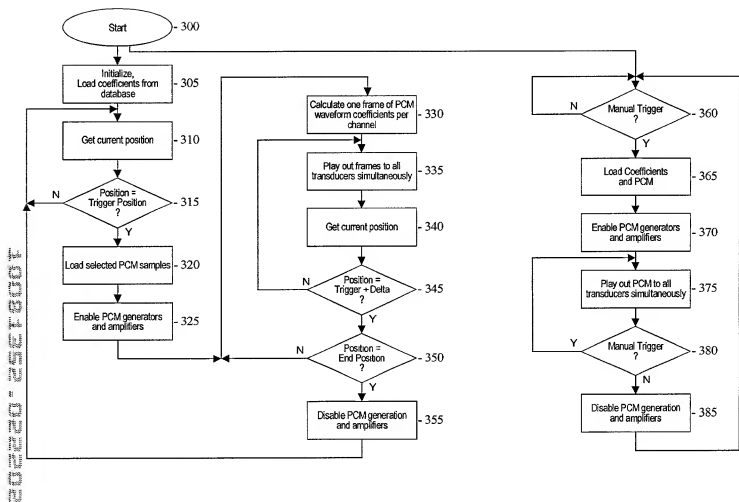 Start
- 300
Initialize,
Load coefficients from
database
- 305
Get current position
- 310
N
Position =
Trigger Position
?
- 315
Y
Load selected PCM samples
- 320
Enable PCM generators
and amplifiers
- 325
Calculate one frame of PCM
waveform coefficients per
channel
- 330
Play out frames to all
transducers simultaneously
- 335
Get current position
- 340
N
Position =
Trigger + Delta
?
- 345
Y
N
Position =
End Position
?
- 350
Y
Disable PCM generation
and amplifiers
- 355
N
Manual Trigger
?
- 360
Y
Load Coefficients
and PCM
- 365
Enable PCM generators
and amplifiers
- 370
Play out PCM to all
transducers simultaneously
- 375
Y
Manual Trigger
?
- 380
N
Disable PCM generation
and amplifiers
- 385